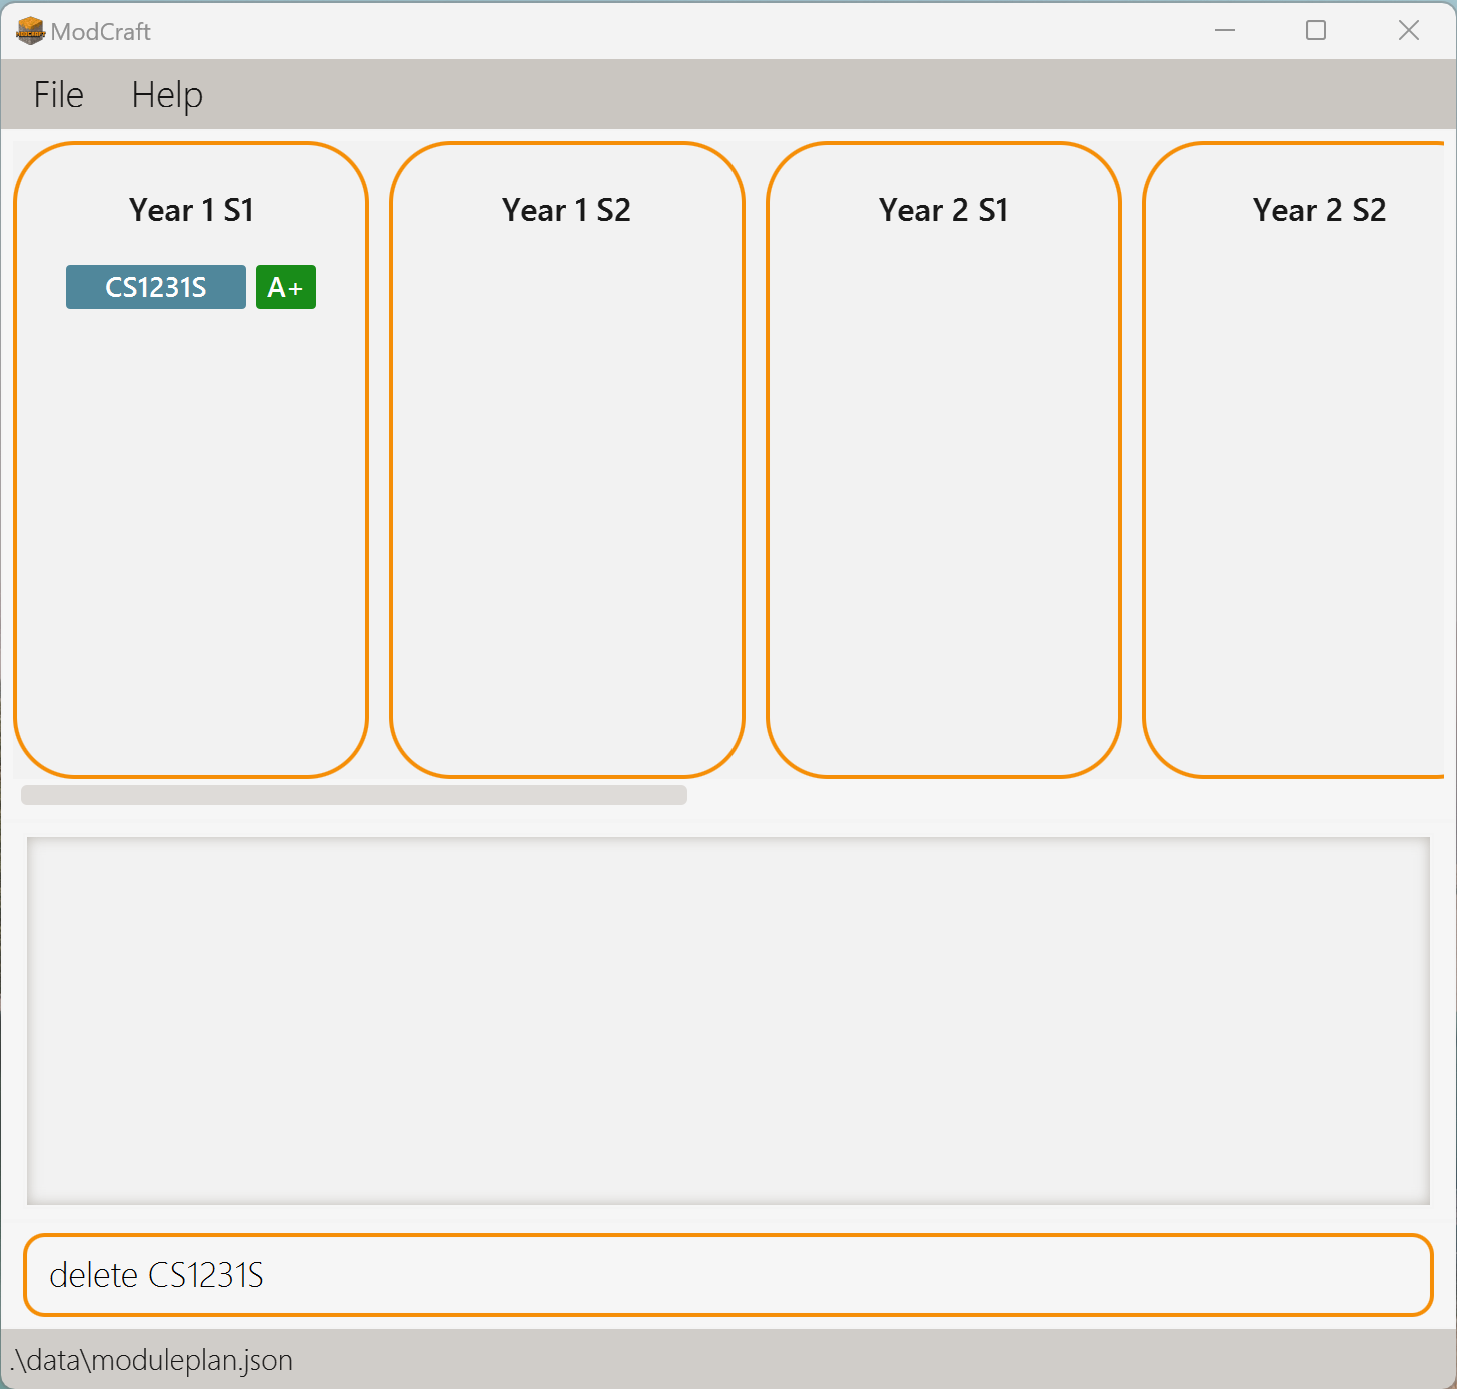 ModCraft
File Help
Year 1 S1 Year 1 S2 Year 2 S1 Year 2 S2
CS1231S A+
delete CS1231S
.\data\moduleplan.json